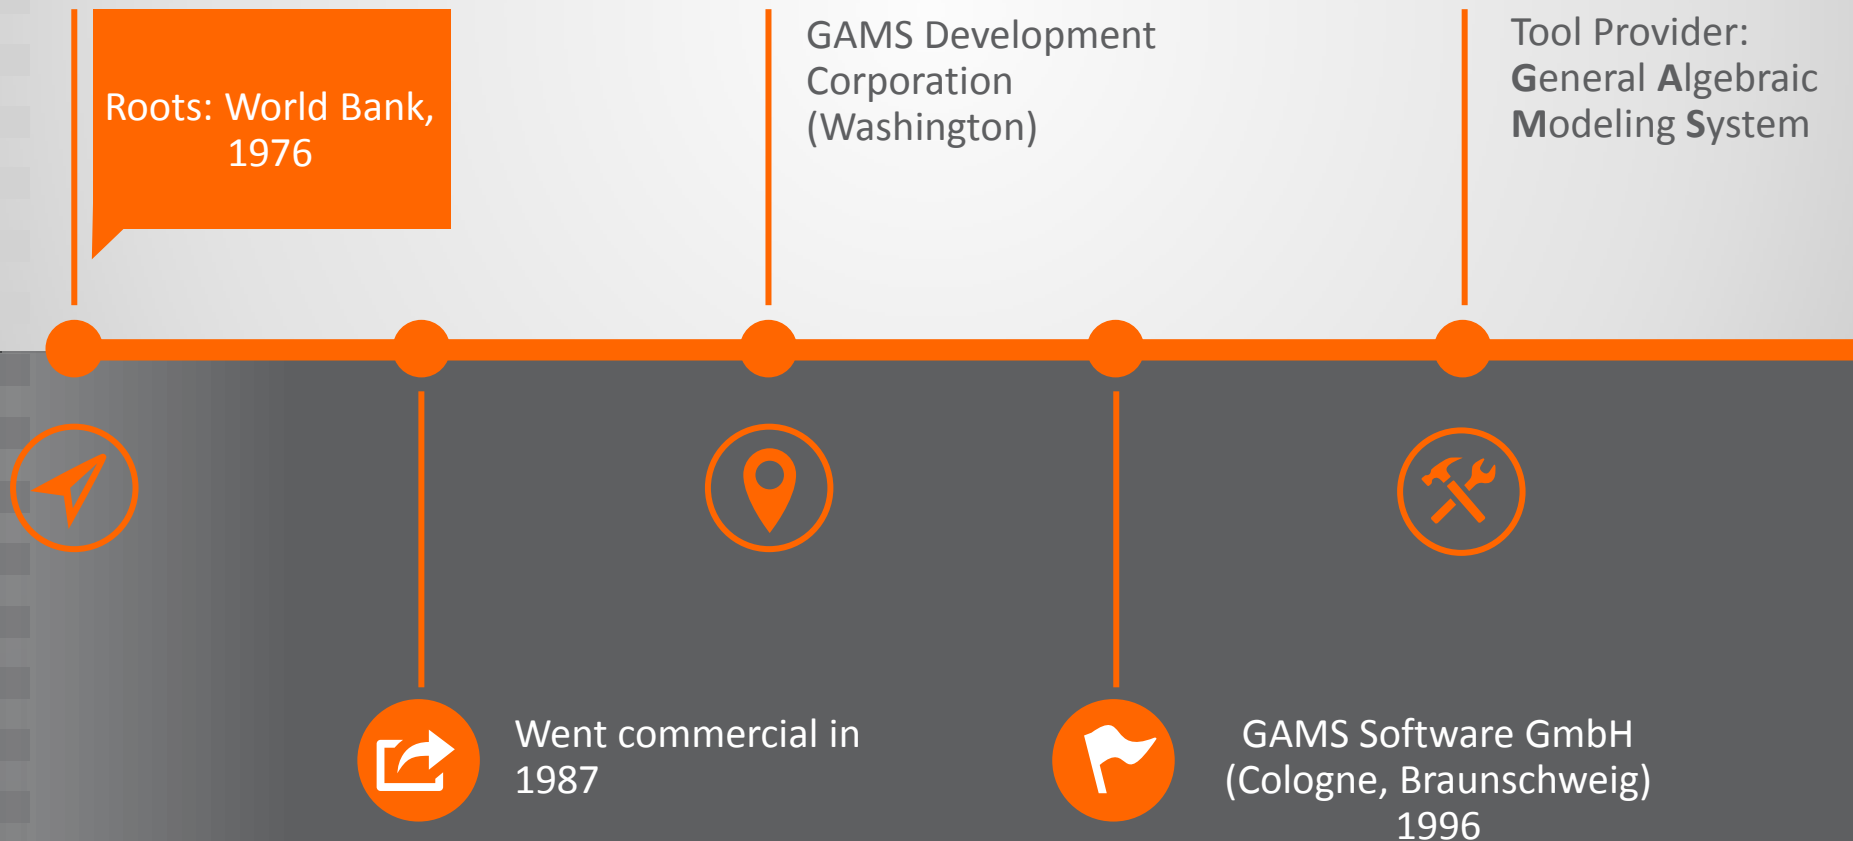 Roots: World Bank,
1976
GAMS Development
Corporation
(Washington)
Tool Provider:
General Algebraic
Modeling System
Went commercial in
1987
GAMS Software GmbH
(Cologne, Braunschweig)
1996